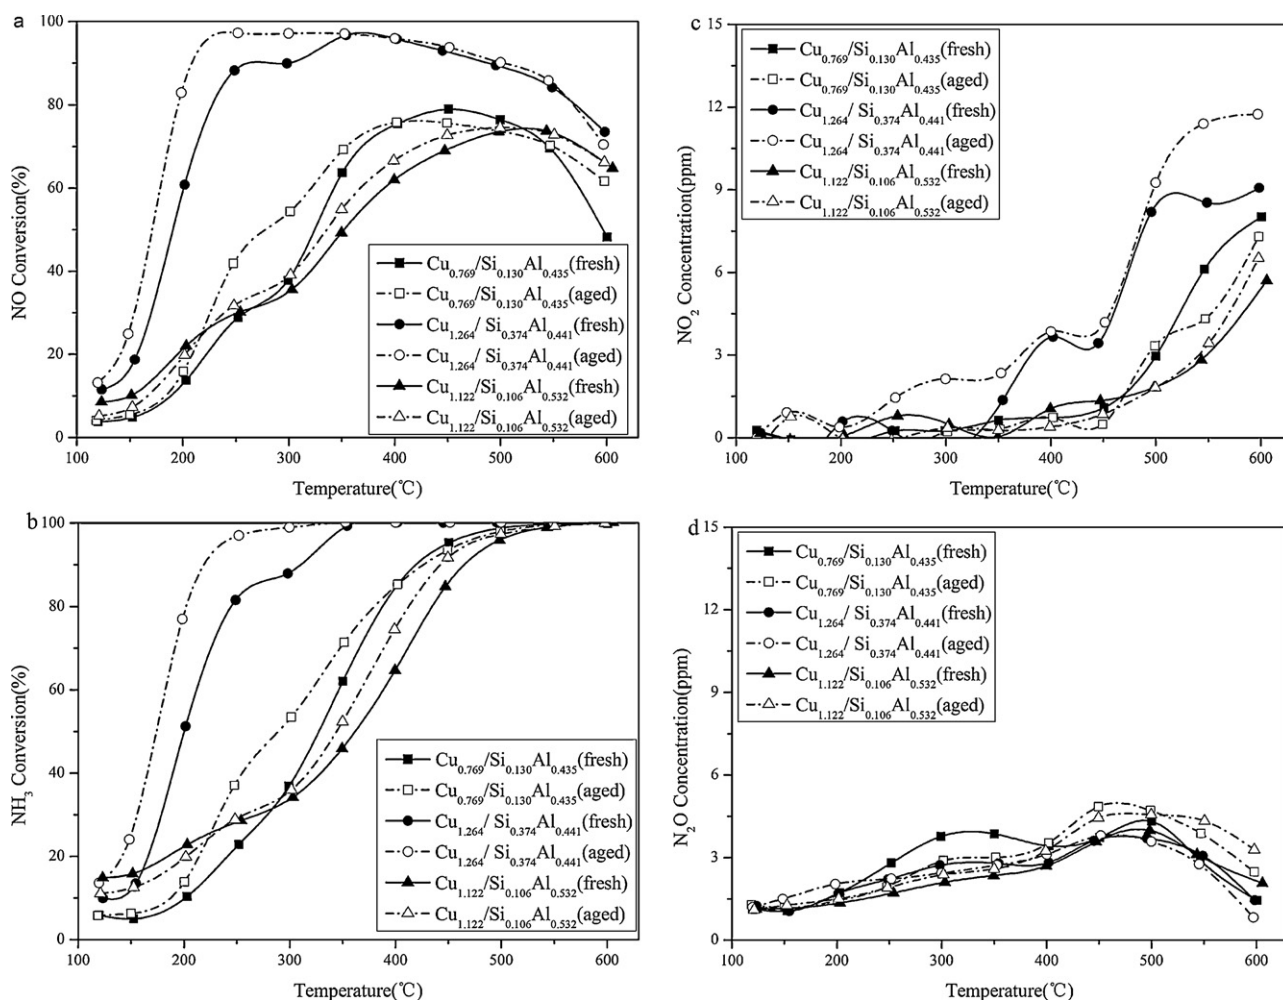 a
100
80
60
40
20
0
NO Conversion(%)
Cu0.769/Si0.130Al0.435(fresh)
Cu0.769/Si0.130Al0.435(aged)
Cu1.264/ Si0.374Al0.441(fresh)
Cu1.264/ Si0.374Al0.441(aged)
Cu1.122/Si0.106Al0.532(fresh)
Cu1.122/Si0.106Al0.532(aged)
100 200 300 400 500 600
Temperature(℃)
c
15
12
9
6
3
0
NO2 Concentration(ppm)
Cu0.769/Si0.130Al0.435(fresh)
Cu0.769/Si0.130Al0.435(aged)
Cu1.264/ Si0.374Al0.441(fresh)
Cu1.264/ Si0.374Al0.441(aged)
Cu1.122/Si0.106Al0.532(fresh)
Cu1.122/Si0.106Al0.532(aged)
100 200 300 400 500 600
Temperature(℃)
b
100
80
60
40
20
0
NH3 Conversion(%)
Cu0.769/Si0.130Al0.435(fresh)
Cu0.769/Si0.130Al0.435(aged)
Cu1.264/ Si0.374Al0.441(fresh)
Cu1.264/ Si0.374Al0.441(aged)
Cu1.122/Si0.106Al0.532(fresh)
Cu1.122/Si0.106Al0.532(aged)
100 200 300 400 500 600
Temperature(℃)
d
15
12
9
6
3
0
N2O Concentration(ppm)
Cu0.769/Si0.130Al0.435(fresh)
Cu0.769/Si0.130Al0.435(aged)
Cu1.264/ Si0.374Al0.441(fresh)
Cu1.264/ Si0.374Al0.441(aged)
Cu1.122/Si0.106Al0.532(fresh)
Cu1.122/Si0.106Al0.532(aged)
100 200 300 400 500 600
Temperature(℃)